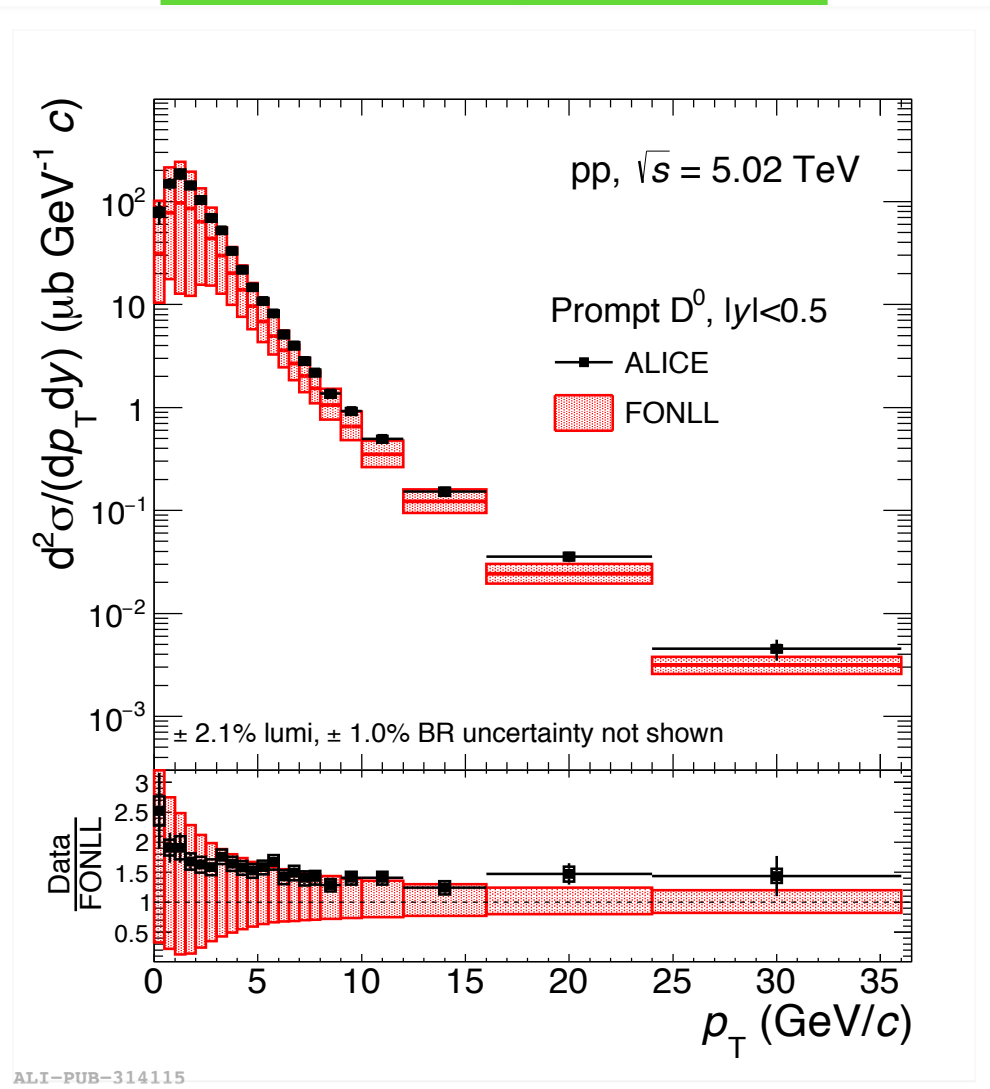 d²σ/(dp_T dy) (μb GeV⁻¹ c)
10²
10
1
10⁻¹
10⁻²
10⁻³
pp, √s = 5.02 TeV
Prompt D⁰, |y|<0.5
ALICE
FONLL
± 2.1% lumi, ± 1.0% BR uncertainty not shown
Data
FONLL
3
2.5
2
1.5
1
0.5
0 5 10 15 20 25 30 35
p_T (GeV/c)
ALI-PUB-314115